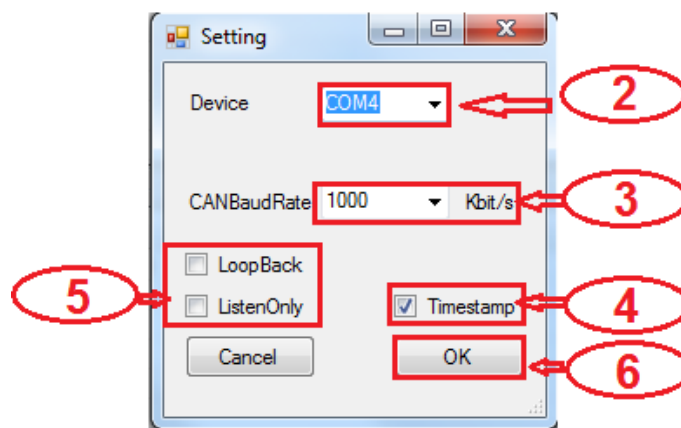 Setting
Device COM4 2
CANBaudRate 1000 Kbit/s 3
LoopBack
5 ListenOnly Timestamp 4
Cancel OK 6